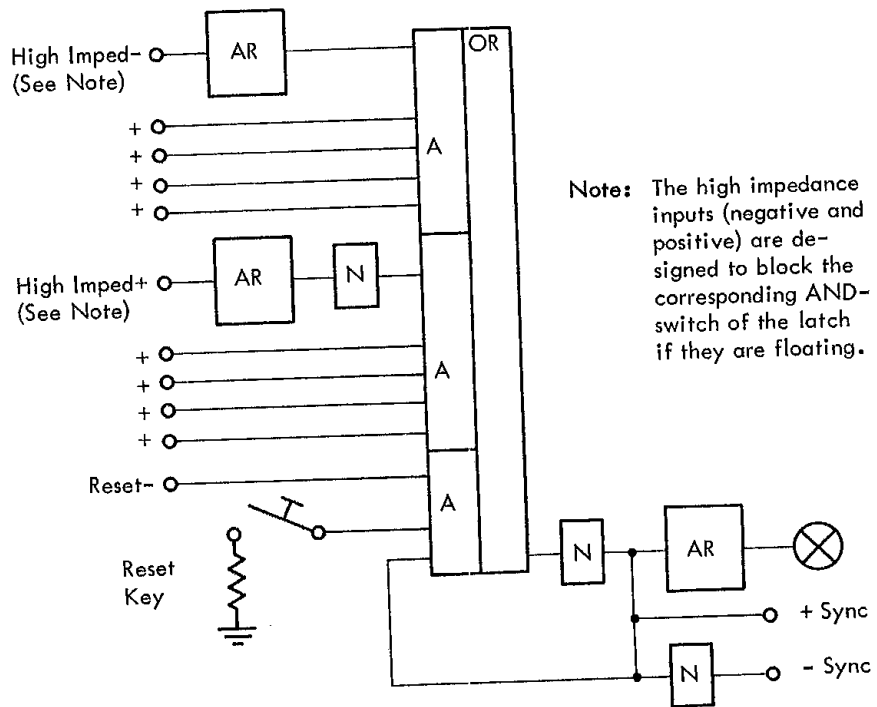 High Imped-
(See Note)
AR
OR
+
+
+
+
A
Note: The high impedance
inputs (negative and
positive) are de-
signed to block the
corresponding AND-
switch of the latch
if they are floating.
High Imped+
(See Note)
AR
N
+
+
+
+
A
Reset-
A
Reset
Key
N
AR
+ Sync
N
- Sync